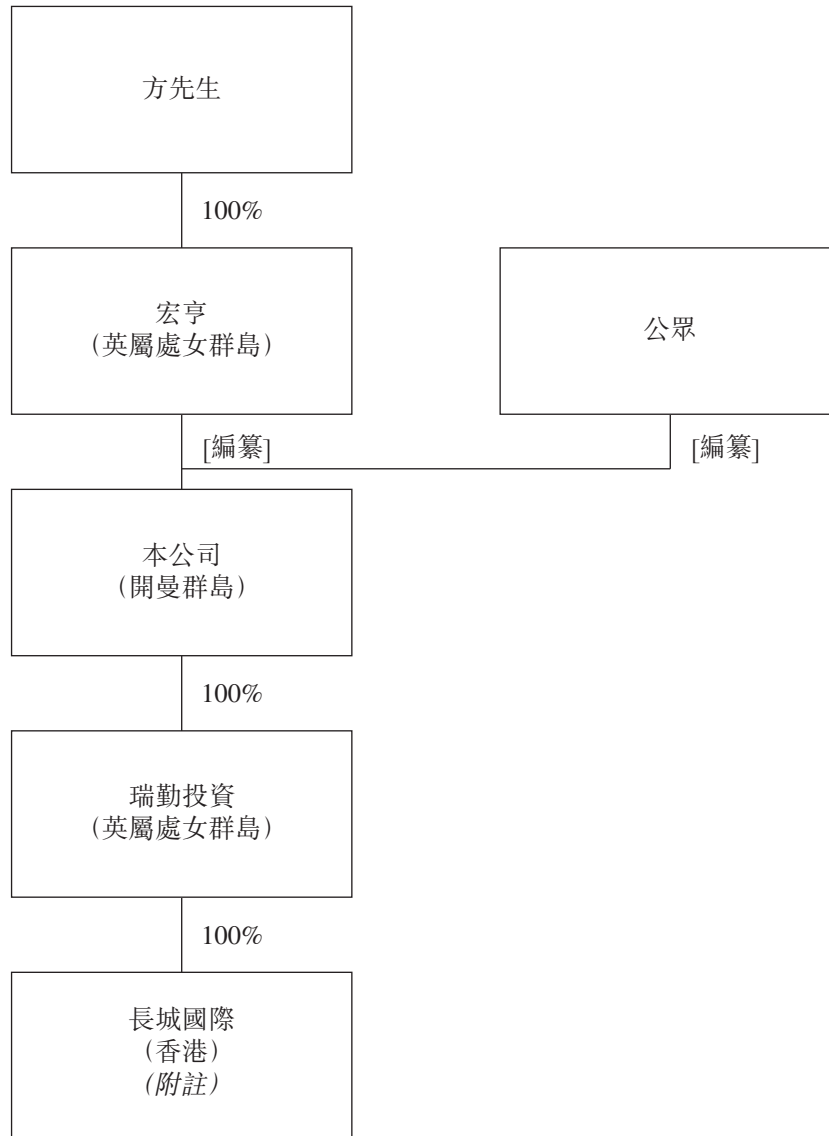 方先生
100%
宏亨
（英屬處女群島）
公眾
[編纂]
[編纂]
本公司
（開曼群島）
100%
瑞勤投資
（英屬處女群島）
100%
長城國際
（香港）
（附註）